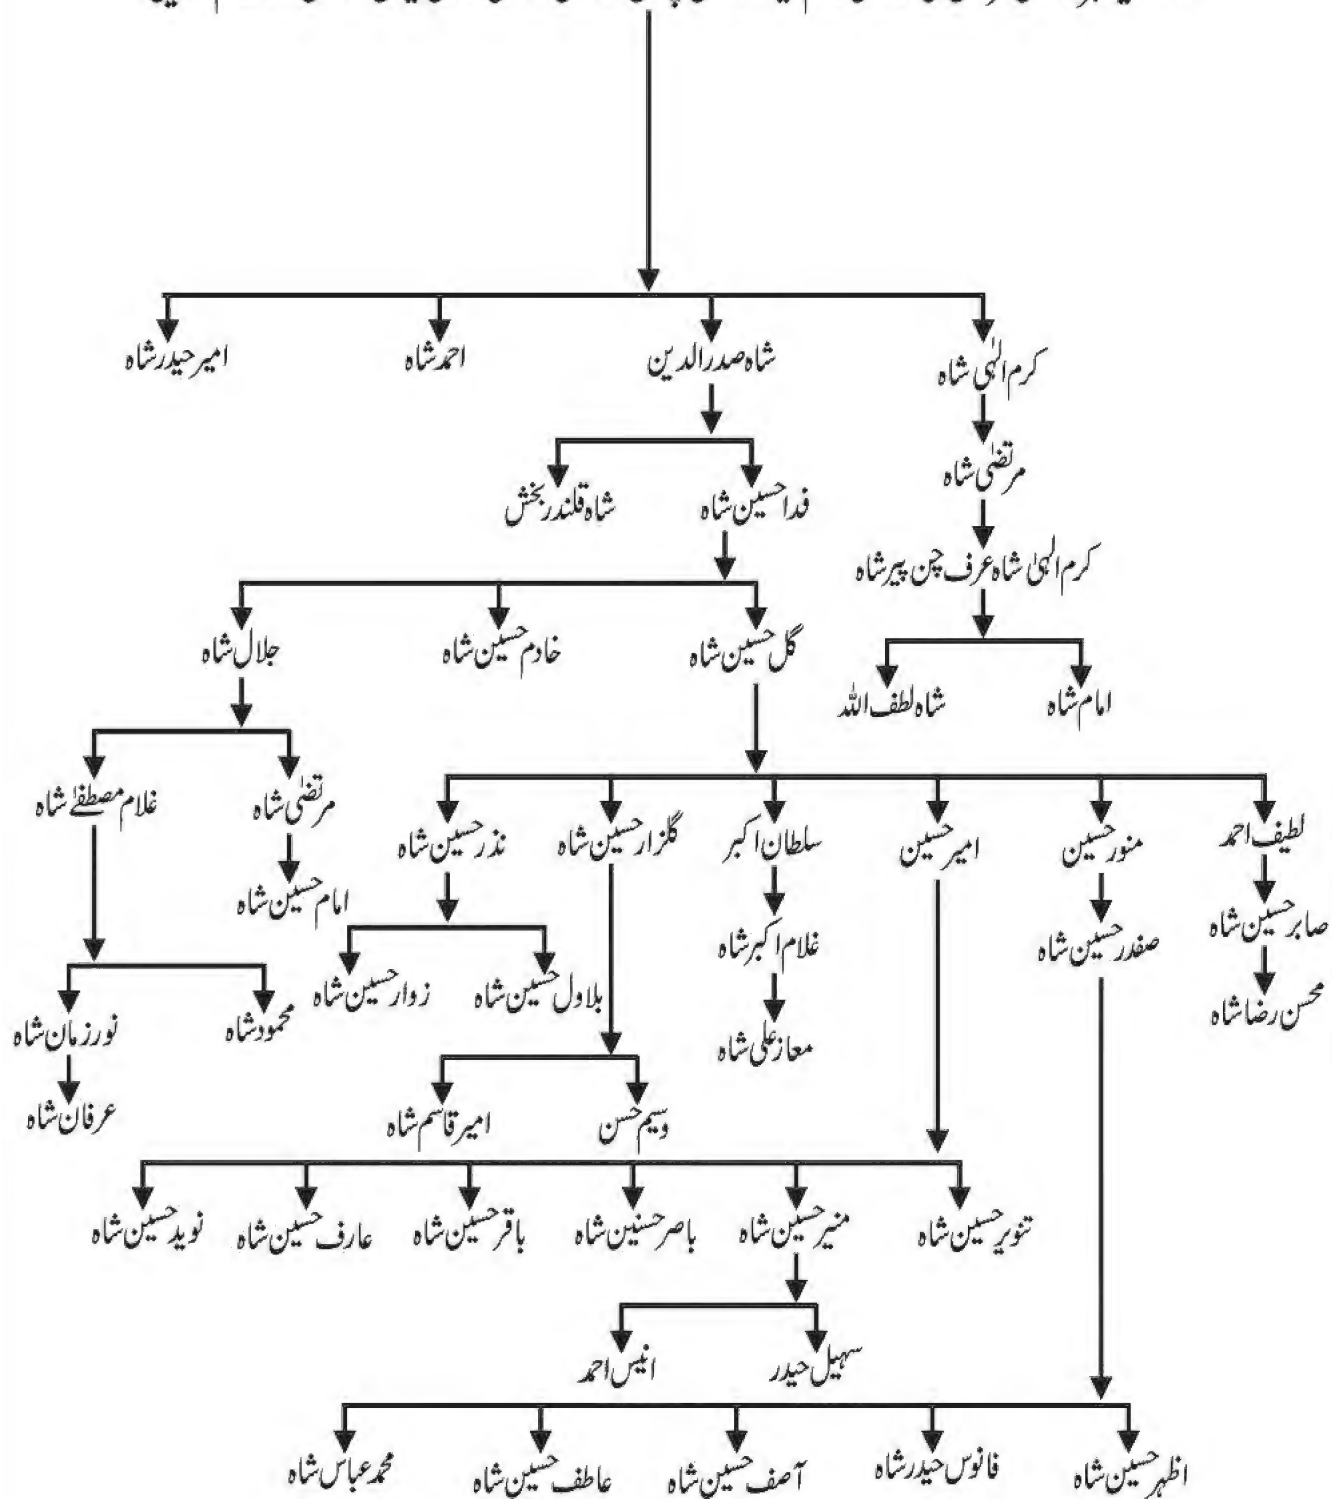 کرم الٰہی شاہ
شاہ صدر الدین
احمد شاہ
امیر حیدر شاہ
مرتضٰی شاہ
فدا حسین شاہ
شاہ قلندر بخش
کرم الہیٰ شاہ عرف چن پیر شاہ
گل حسین شاہ
خادم حسین شاہ
جلال شاہ
امام شاہ
شاہ لطف اللہ
مرتضٰی شاہ
غلام مصطفےٰ شاہ
لطیف احمد
منور حسین
امیر حسین
سلطان اکبر
گلزار حسین شاہ
نذر حسین شاہ
امام حسین شاہ
صابر حسین شاہ
صفدر حسین شاہ
غلام اکبر شاہ
بلاول حسین شاہ
زوار حسین شاہ
محمود شاہ
نور زمان شاہ
محسن رضا شاہ
معاز علی شاہ
وسیم حسن
امیر قاسم شاہ
عرفان شاہ
تنویر حسین شاہ
منیر حسین شاہ
باصر حسنین شاہ
باقر حسین شاہ
عارف حسین شاہ
نوید حسین شاہ
سہیل حیدر
انیس احمد
اظہر حسین شاہ
فانوس حیدر شاہ
آصف حسین شاہ
عاطف حسین شاہ
محمد عباس شاہ